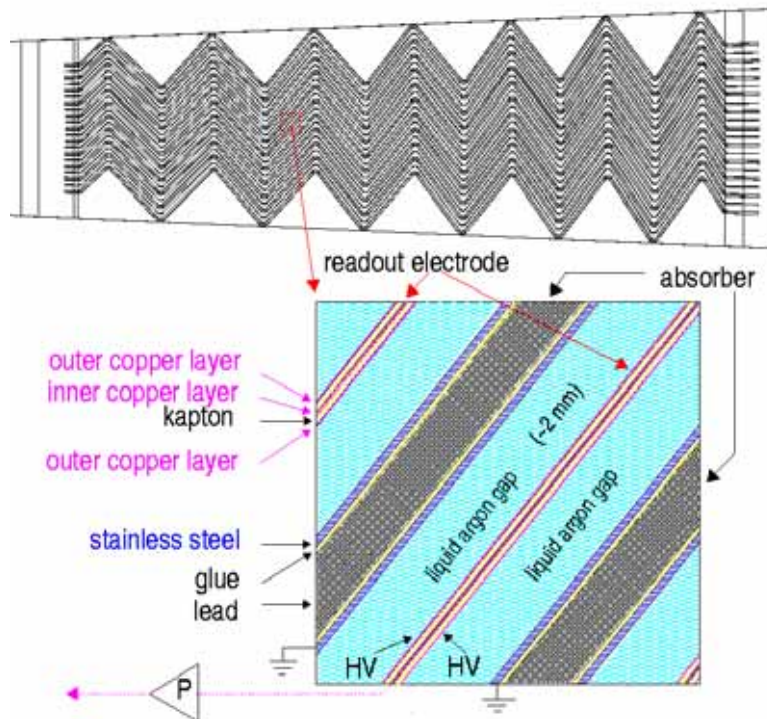 readout electrode
absorber
outer copper layer
inner copper layer
kapton
outer copper layer
(~2 mm)
liquid argon gap
liquid argon gap
stainless steel
glue
lead
HV
HV
P